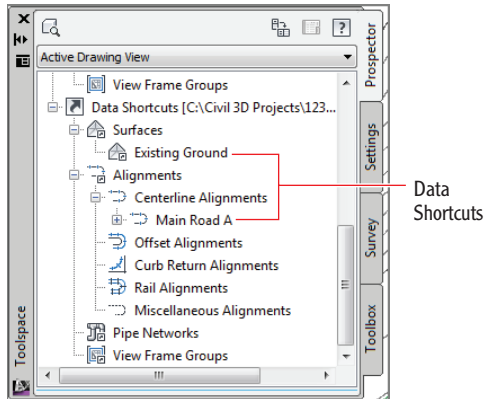 Active Drawing View
View Frame Groups
Data Shortcuts [C:\Civil 3D Projects\123...
Surfaces
Existing Ground
Alignments
Centerline Alignments
Main Road A
Offset Alignments
Curb Return Alignments
Rail Alignments
Miscellaneous Alignments
Pipe Networks
View Frame Groups
Toolspace
Prospector
Settings
Survey
Toolbox
Data
Shortcuts